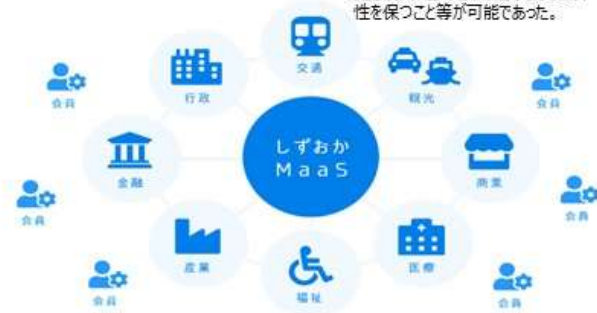 性を保つこと等が可能であった。
交通
行政
観光
会員
会員
しずおか
MaaS
金融
商業
会員
会員
産業
医療
福祉
会員
会員